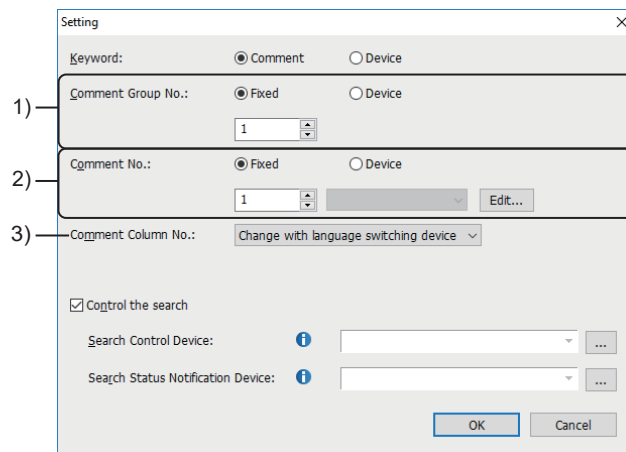 Setting
Keyword: Comment Device
1) Comment Group No.: Fixed Device
1
2) Comment No.: Fixed Device
1 Edit...
3) Comment Column No.: Change with language switching device
Control the search
Search Control Device: ...
Search Status Notification Device: ...
OK Cancel